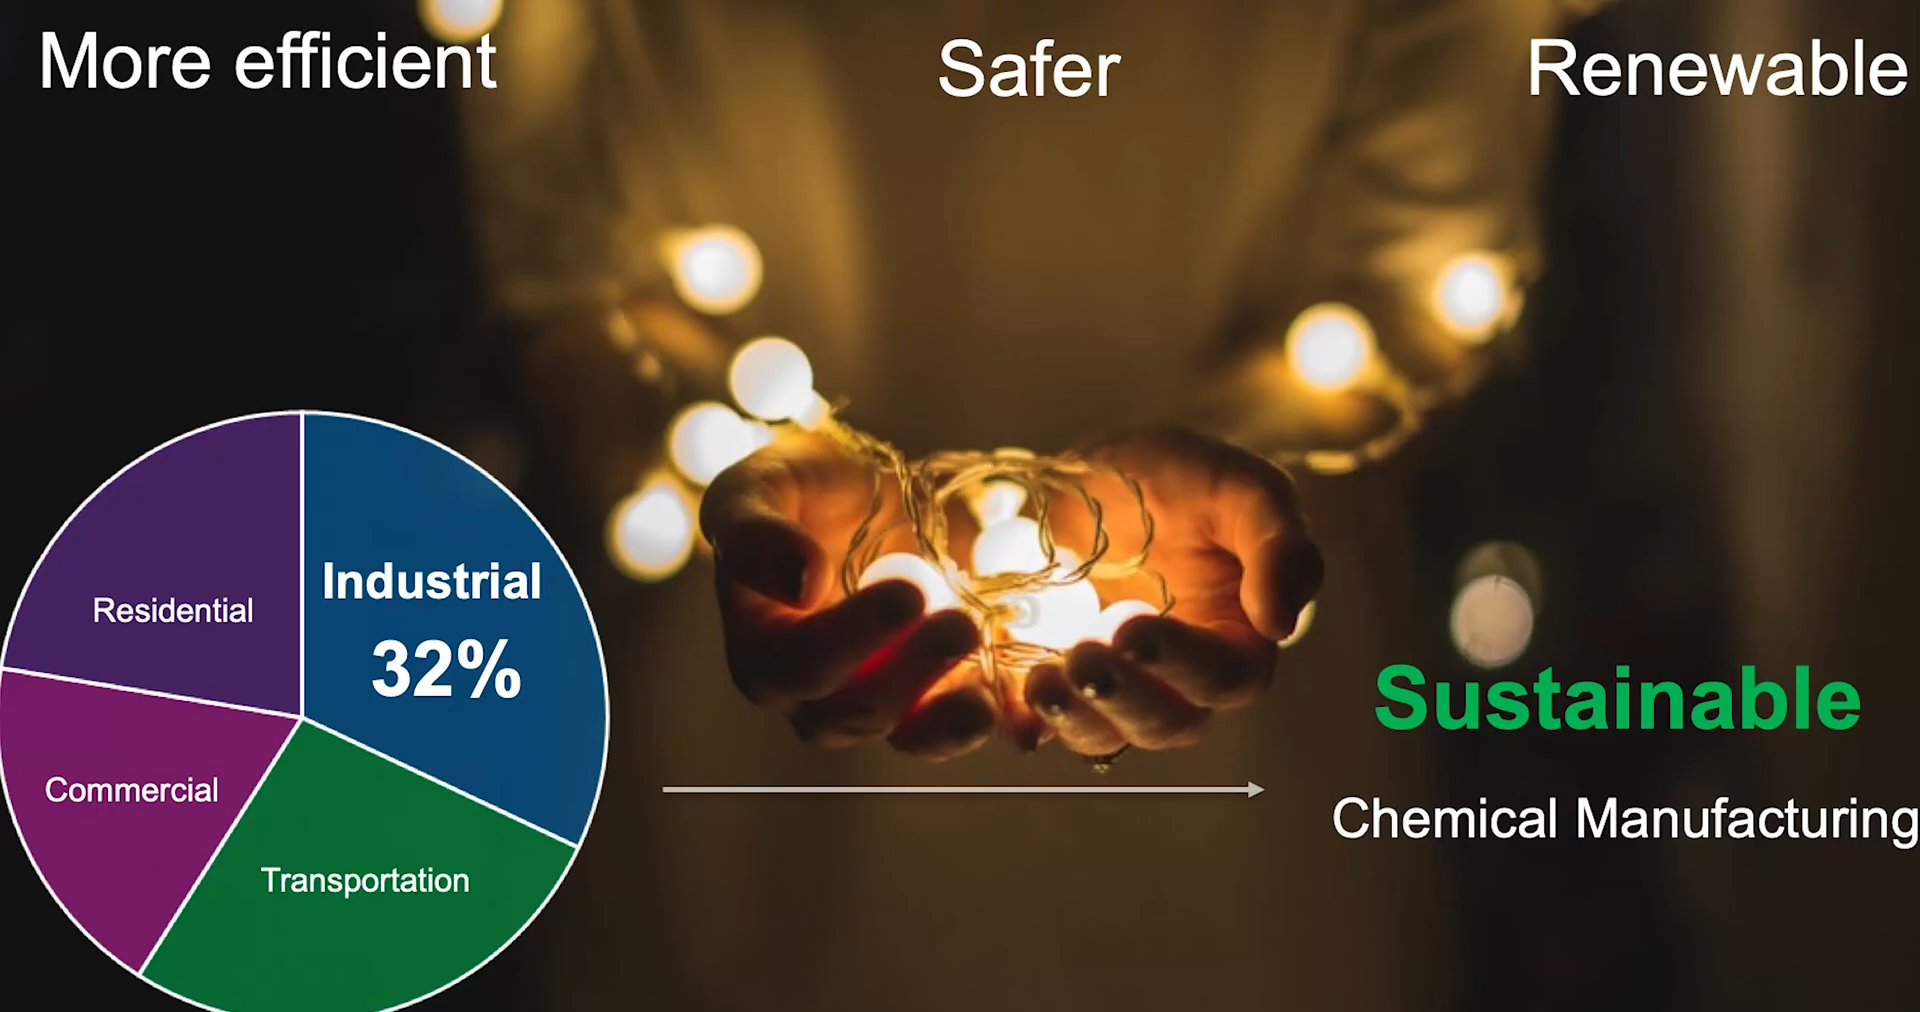 More efficient
Safer
Renewable
Industrial
32%
Residential
Commercial
Transportation
Sustainable
Chemical Manufacturing